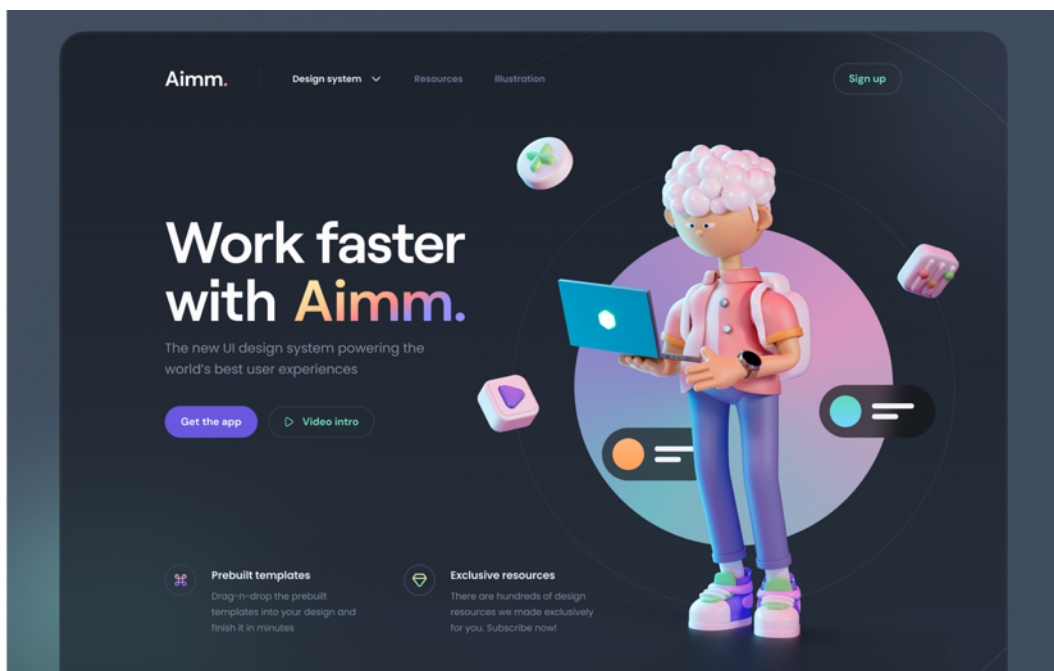 Aimm.
Design system
Resources
Illustration
Sign up
Work faster
with Aimm.
The new UI design system powering the
world's best user experiences
Get the app
Video intro
Prebuilt templates
Drag-n-drop the prebuilt
templates into your design and
finish it in minutes
Exclusive resources
There are hundreds of design
resources we made exclusively
for you. Subscribe now!